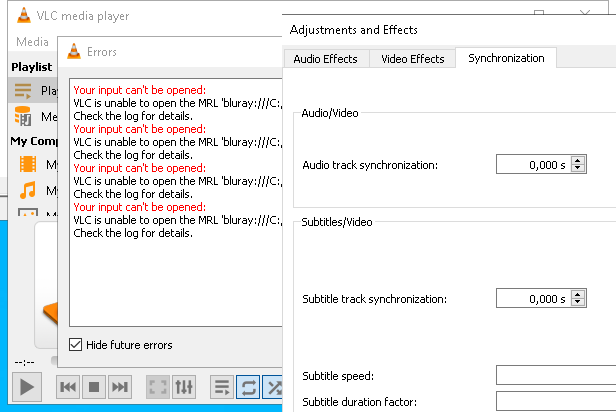 VLC media player
Media
Playlist
My Comp
Errors
Your input can't be opened:
VLC is unable to open the MRL 'bluray:///C:
Check the log for details.
Your input can't be opened:
VLC is unable to open the MRL 'bluray:///C:
Check the log for details.
Your input can't be opened:
VLC is unable to open the MRL 'bluray:///C:
Check the log for details.
Your input can't be opened:
VLC is unable to open the MRL 'bluray:///C:
Check the log for details.
Hide future errors
--:--
Adjustments and Effects
Audio Effects
Video Effects
Synchronization
Audio/Video
Audio track synchronization:
0,000 s
Subtitles/Video
Subtitle track synchronization:
0,000 s
Subtitle speed:
Subtitle duration factor: